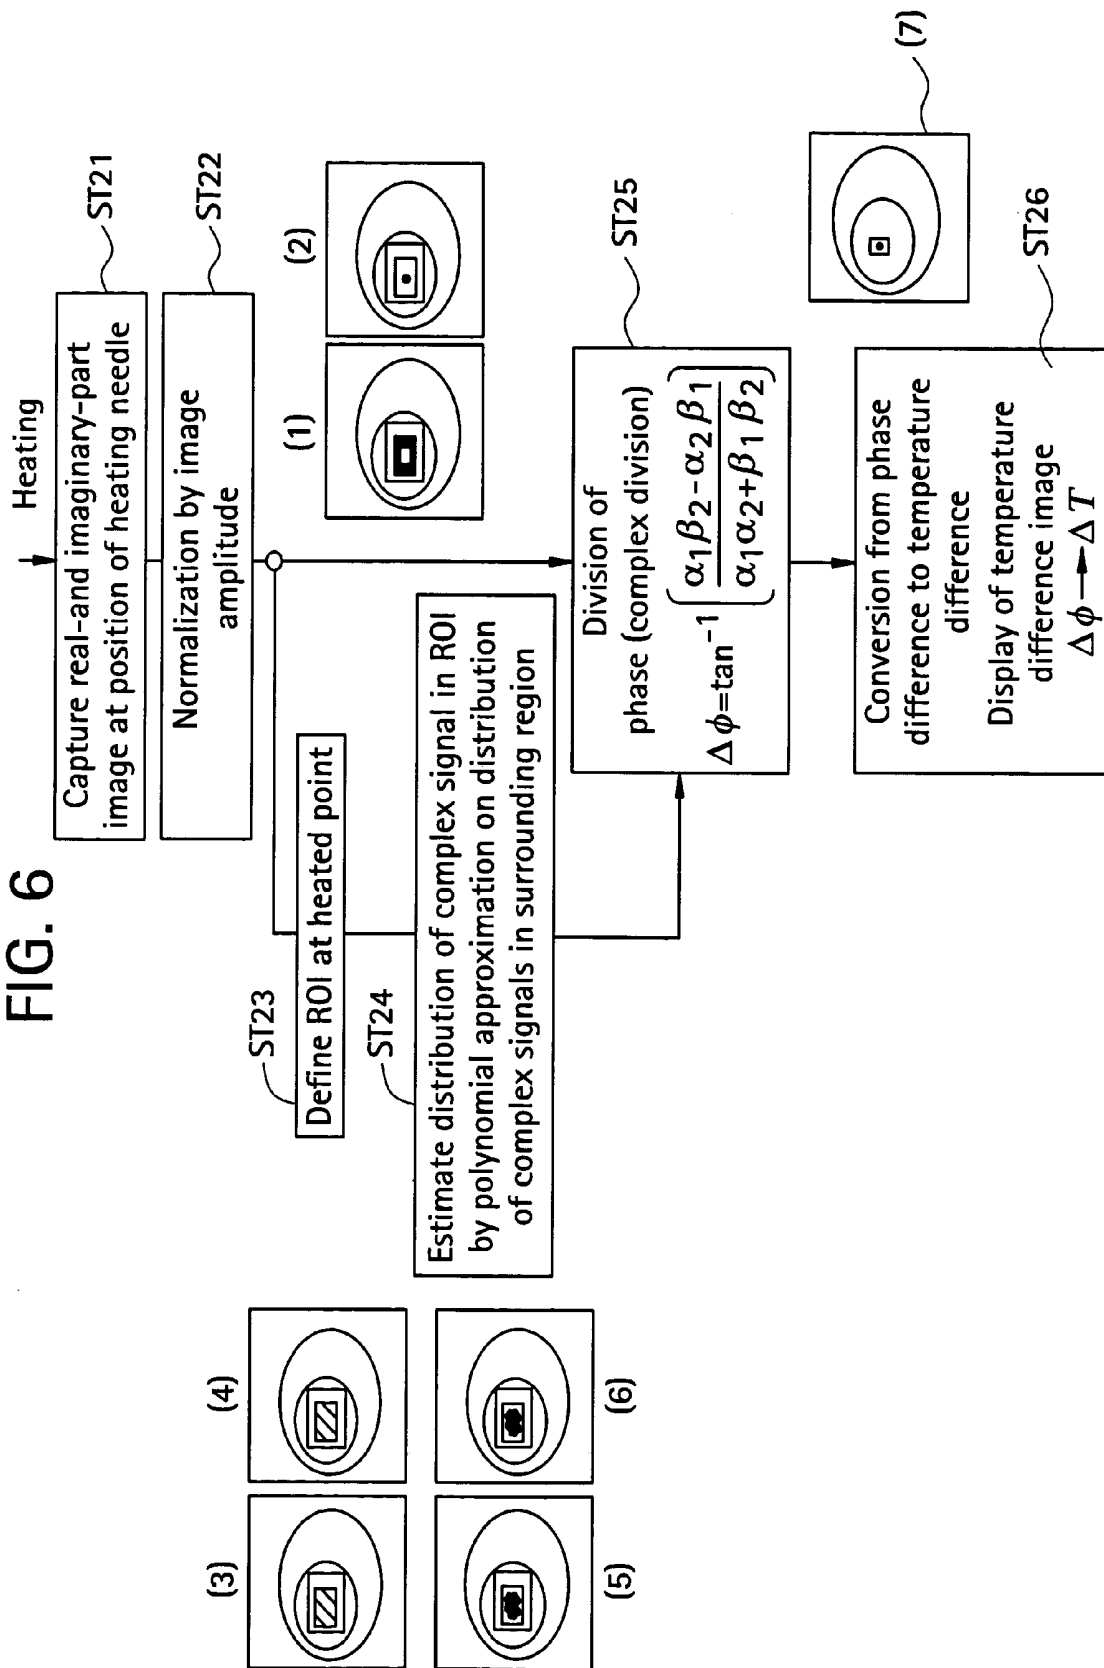 FIG. 6
Heating
Capture real-and imaginary-part
image at position of heating needle
ST21
Normalization by image
amplitude
ST22
(1)
(2)
ST23
Define ROI at heated point
ST24
Estimate distribution of complex signal in ROI
by polynomial approximation on distribution
of complex signals in surrounding region
(3)
(4)
(5)
(6)
Division of
phase (complex division)
Δϕ=tan⁻¹(α₁β₂-α₂β₁ / α₁α₂+β₁β₂)
ST25
Conversion from phase
difference to temperature
difference
Display of temperature
difference image
Δϕ→ΔT
ST26
(7)